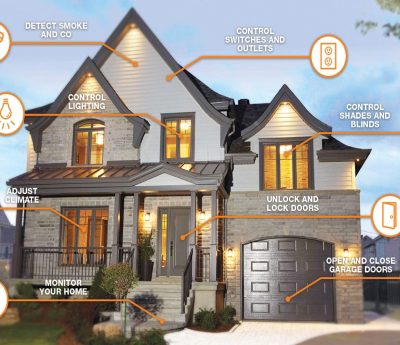 DETECT SMOKE
AND CO
CONTROL
SWITCHES AND
OUTLETS
CONTROL
LIGHTING
CONTROL
SHADES AND
BLINDS
ADJUST
CLIMATE
UNLOCK AND
LOCK DOORS
OPEN AND CLOSE
GARAGE DOORS
MONITOR
YOUR HOME